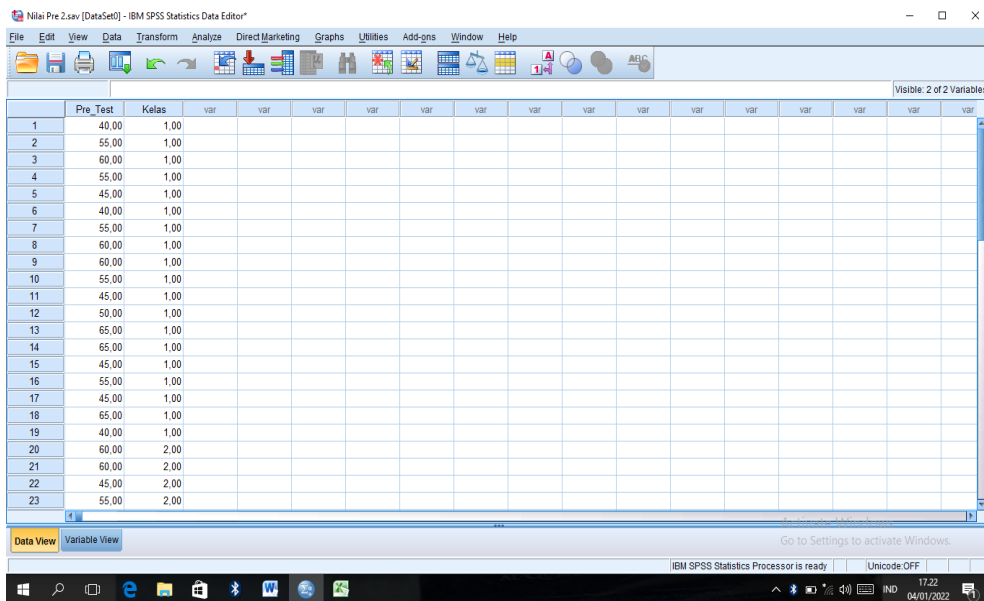 Nilai Pre 2.sav [DataSet0] - IBM SPSS Statistics Data Editor*
File Edit View Data Transform Analyze Direct Marketing Graphs Utilities Add-ons Window Help
Visible: 2 of 2 Variables
Pre_Test Kelas var var var var var var var var var var var var var var var
1 40,00 1,00
2 55,00 1,00
3 60,00 1,00
4 55,00 1,00
5 45,00 1,00
6 40,00 1,00
7 55,00 1,00
8 60,00 1,00
9 60,00 1,00
10 55,00 1,00
11 45,00 1,00
12 50,00 1,00
13 65,00 1,00
14 65,00 1,00
15 45,00 1,00
16 55,00 1,00
17 45,00 1,00
18 65,00 1,00
19 40,00 1,00
20 60,00 2,00
21 60,00 2,00
22 45,00 2,00
23 55,00 2,00
Data View Variable View
Go to Settings to activate Windows.
IBM SPSS Statistics Processor is ready Unicode:OFF
IND 17.22
04/01/2022